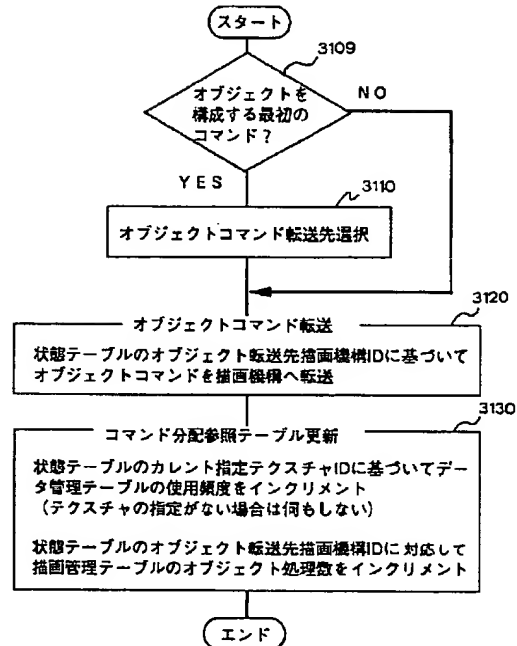 スタート
3109
オブジェクトを
構成する最初の
コマンド?
NO
YES
3110
オブジェクトコマンド転送先選択
3120
オブジェクトコマンド転送
状態テーブルのオブジェクト転送先描画機構IDに基づいて
オブジェクトコマンドを描画機構へ転送
3130
コマンド分配参照テーブル更新
状態テーブルのカレント指定テクスチャIDに基づいてデー
タ管理テーブルの使用頻度をインクリメント
(テクスチャの指定がない場合は何もしない)
状態テーブルのオブジェクト転送先描画機構IDに対応して
描画管理テーブルのオブジェクト処理数をインクリメント
エンド